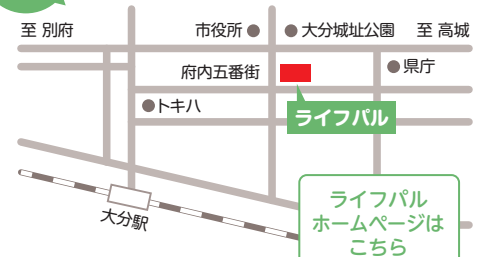 至 別府
市役所
大分城址公園
至 高城
府内五番街
県庁
トキハ
ライフパル
大分駅
ライフパル
ホームページは
こちら